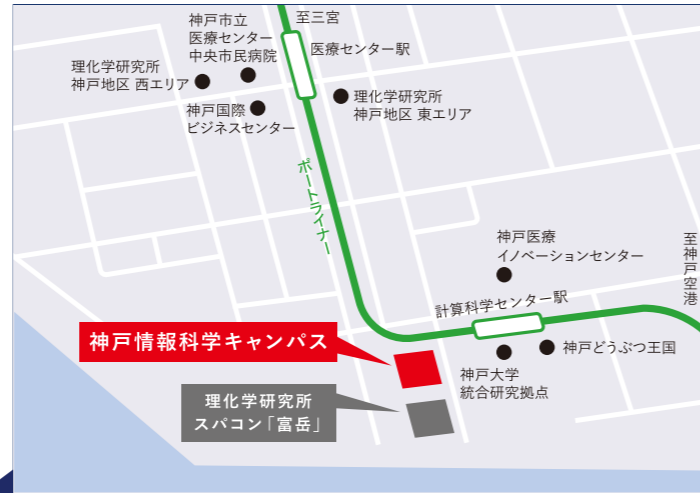 至三宮
神戸市立
医療センター
中央市民病院
医療センター駅
理化学研究所
神戸地区 西エリア
神戸国際
ビジネスセンター
理化学研究所
神戸地区 東エリア
ポートライナー
神戸医療
イノベーションセンター
至神戸空港
計算科学センター駅
神戸情報科学キャンパス
神戸どうぶつ王国
神戸大学
統合研究拠点
理化学研究所
スパコン「富岳」